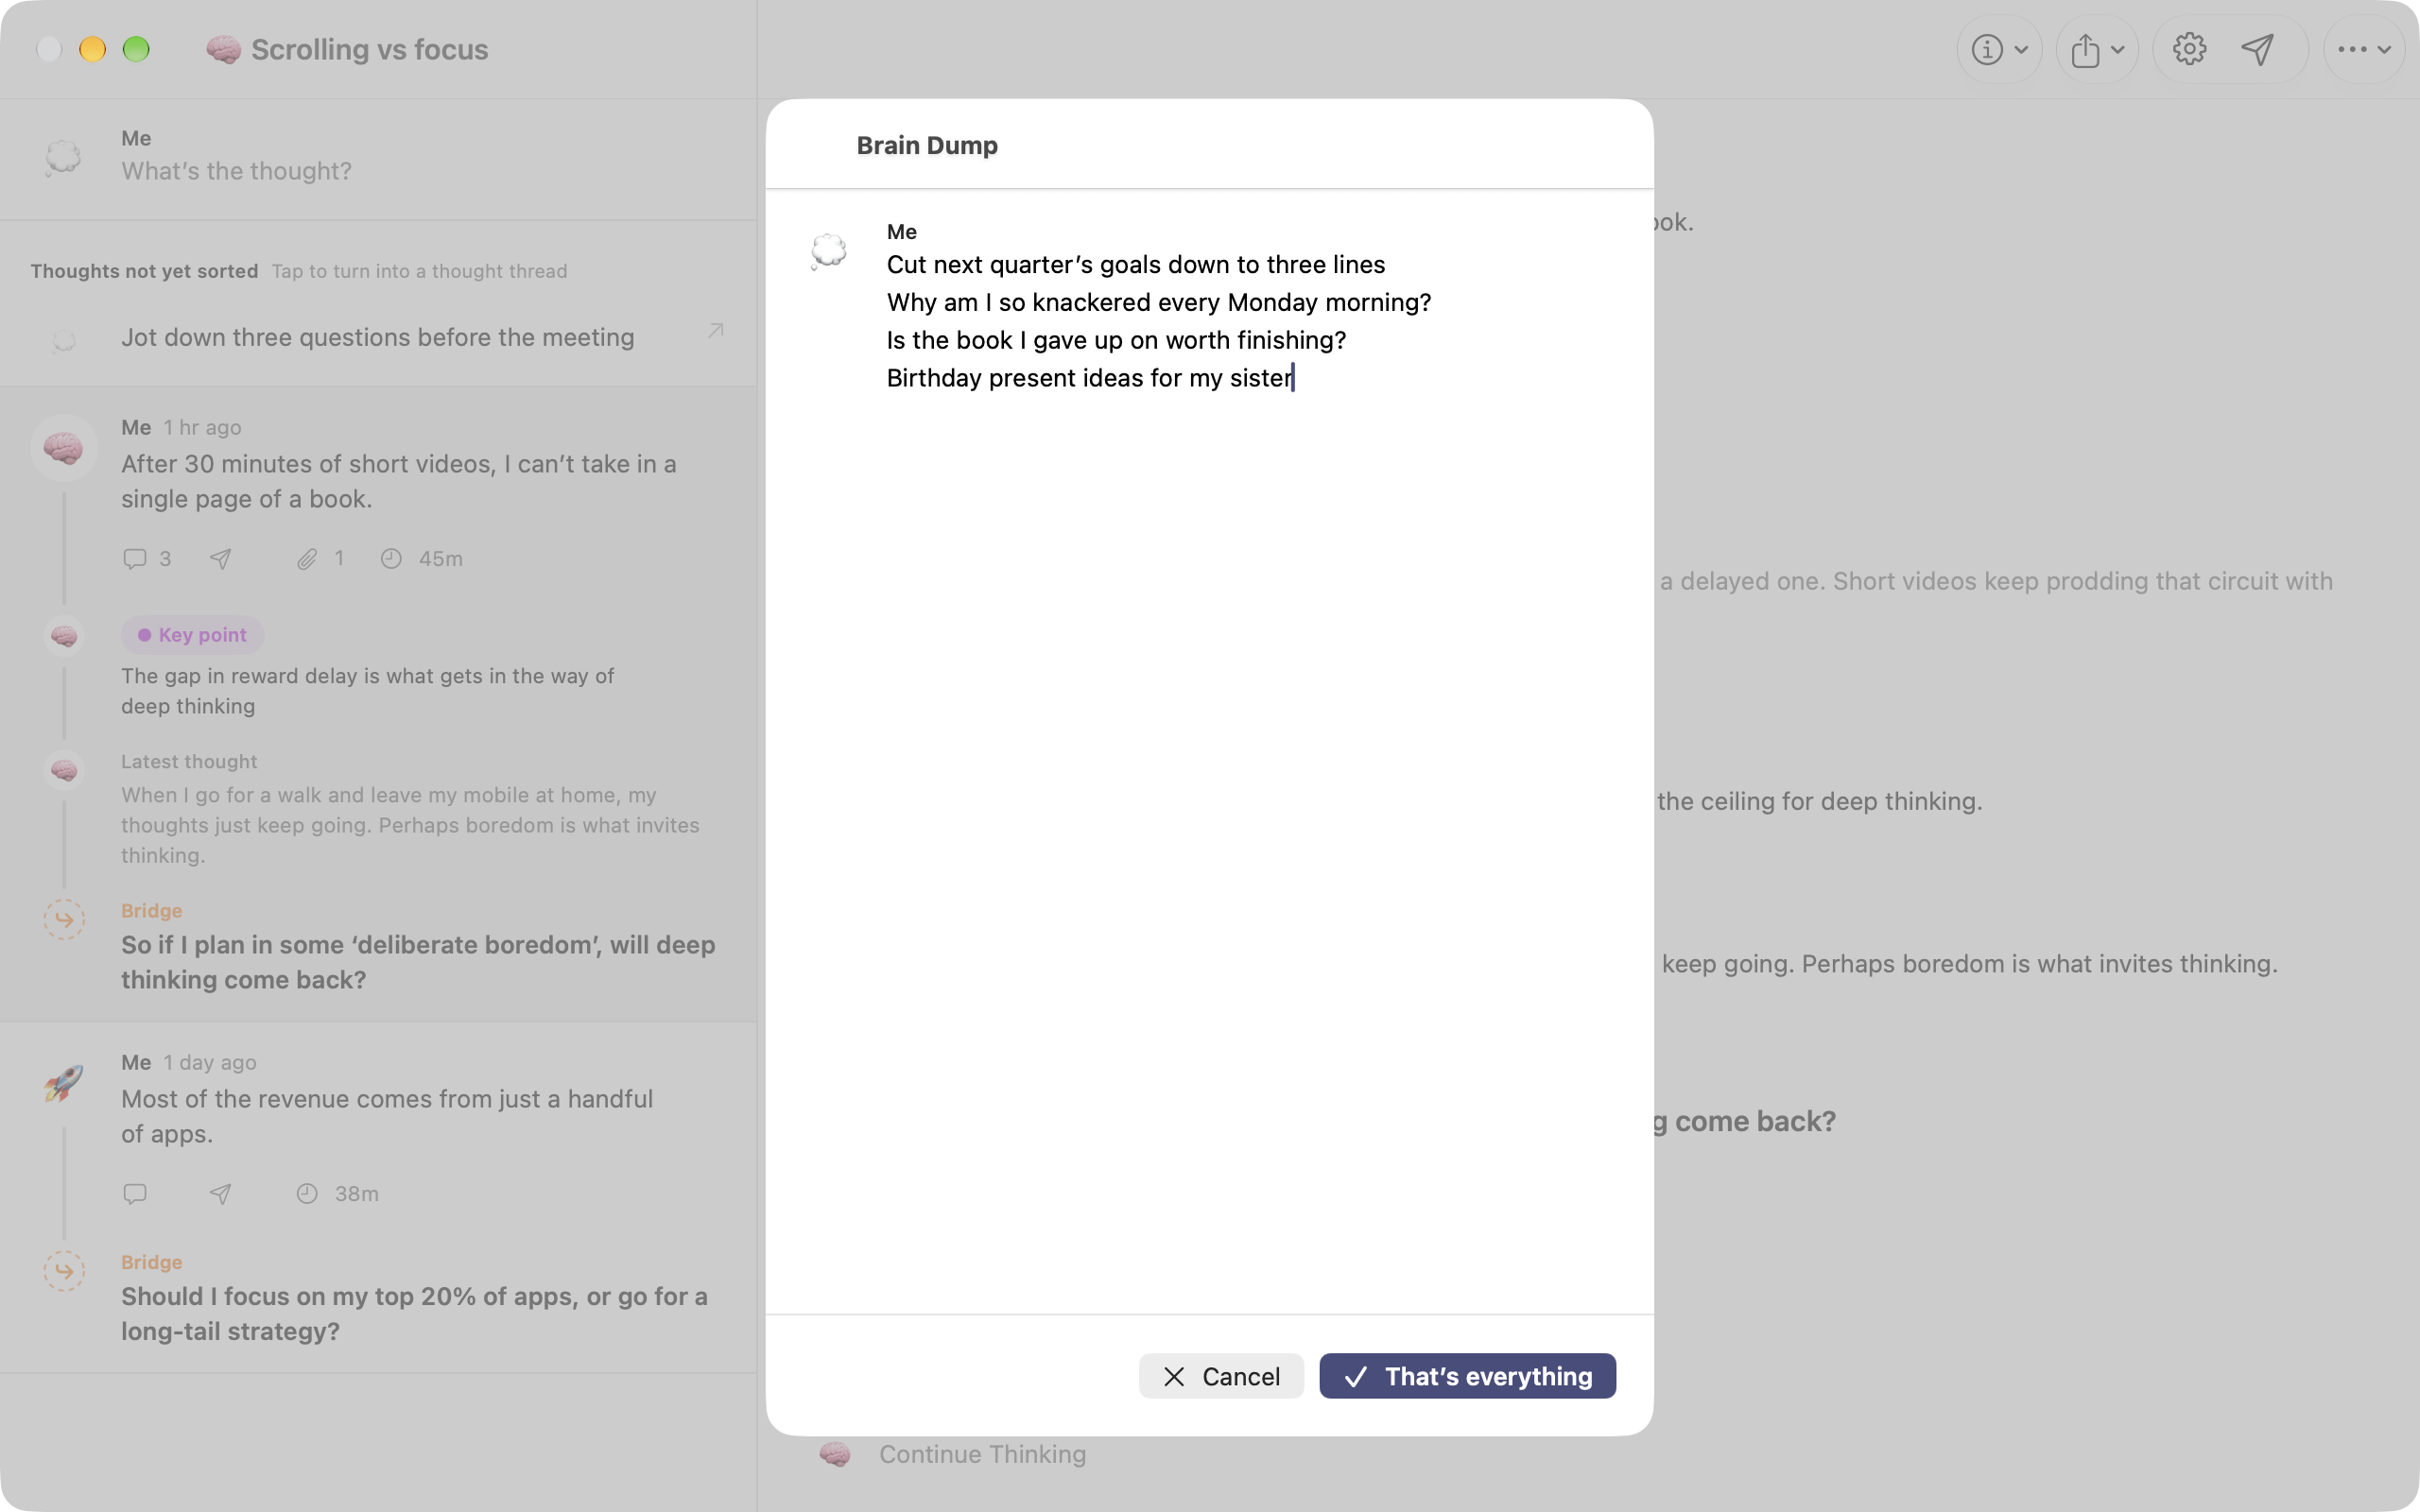 Scrolling vs focus
Me
What's the thought?
Thoughts not yet sorted Tap to turn into a thought thread
Jot down three questions before the meeting
Me 1 hr ago
After 30 minutes of short videos, I can't take in a
single page of a book.
3 1 45m
Key point
The gap in reward delay is what gets in the way of
deep thinking
Latest thought
When I go for a walk and leave my mobile at home, my
thoughts just keep going. Perhaps boredom is what invites
thinking.
Bridge
So if I plan in some ‘deliberate boredom’, will deep
thinking come back?
Me 1 day ago
Most of the revenue comes from just a handful
of apps.
38m
Bridge
Should I focus on my top 20% of apps, or go for a
long-tail strategy?
Brain Dump
Me
Cut next quarter’s goals down to three lines
Why am I so knackered every Monday morning?
Is the book I gave up on worth finishing?
Birthday present ideas for my sister
Cancel
That’s everything
a delayed one. Short videos keep prodding that circuit with
the ceiling for deep thinking.
keep going. Perhaps boredom is what invites thinking.
come back?
Continue Thinking